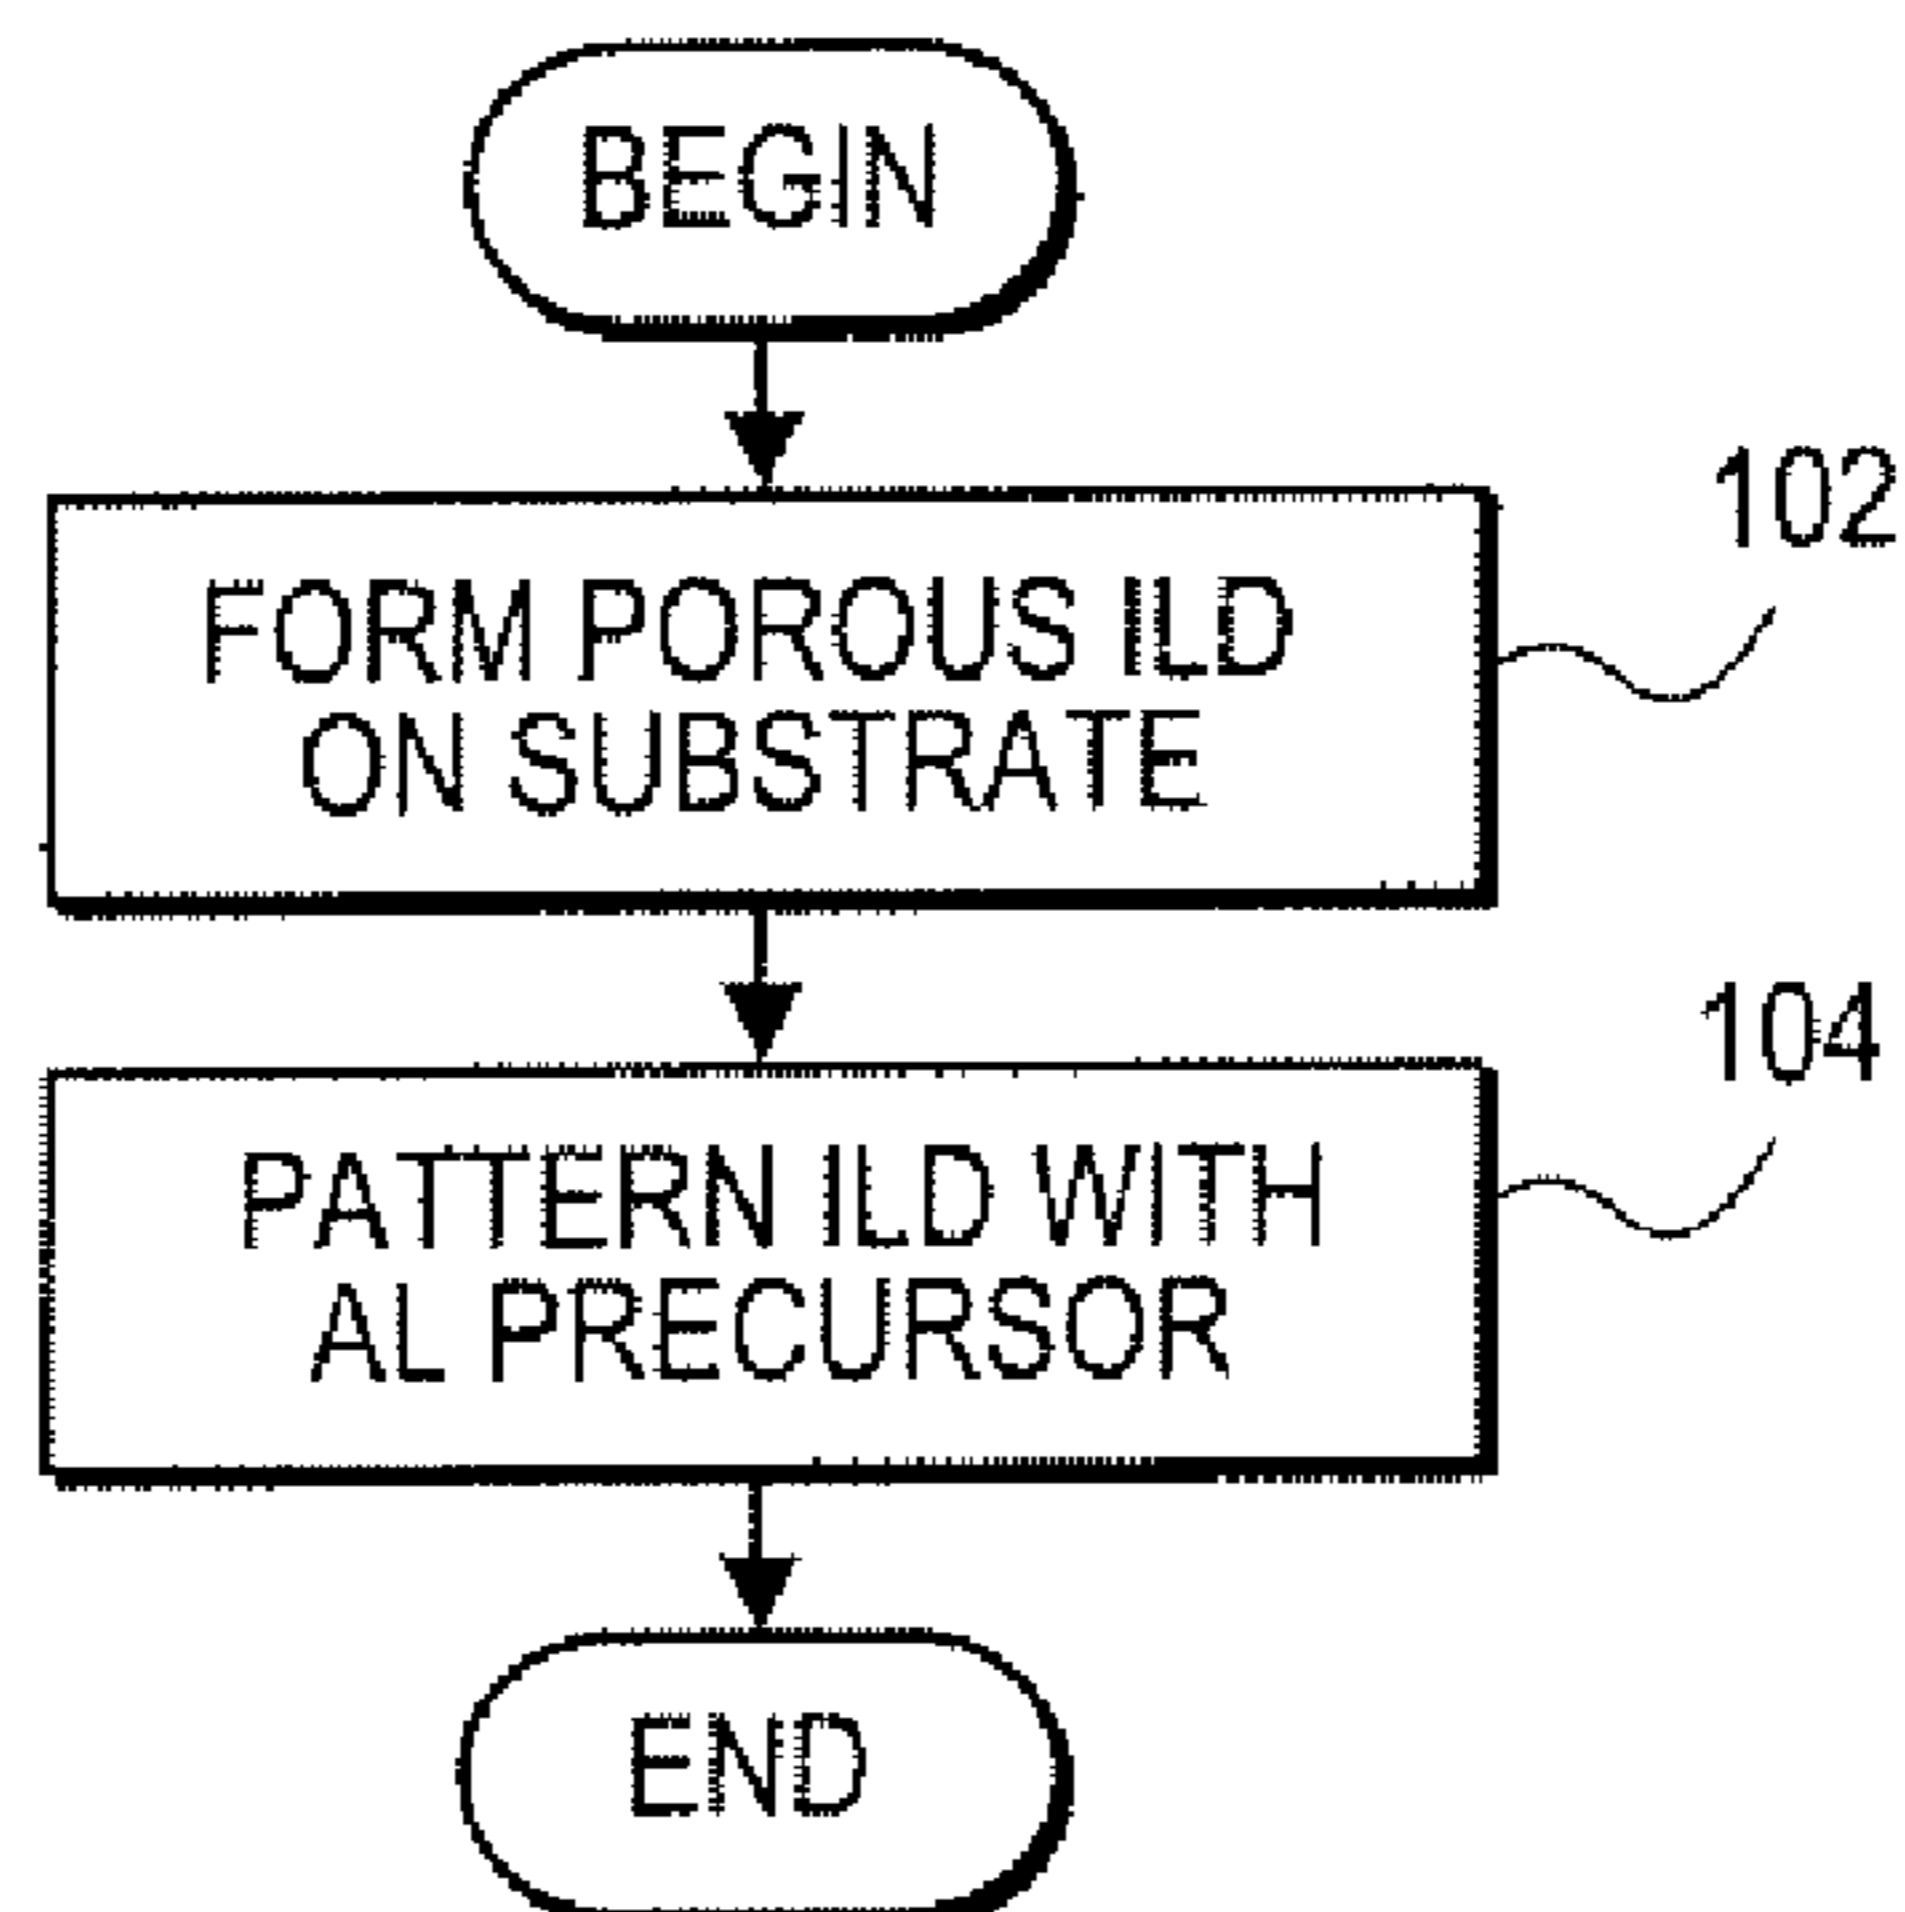 BEGIN
102
FORM POROUS ILD
ON SUBSTRATE
104
PATTERN ILD WITH
AL PRECURSOR
END